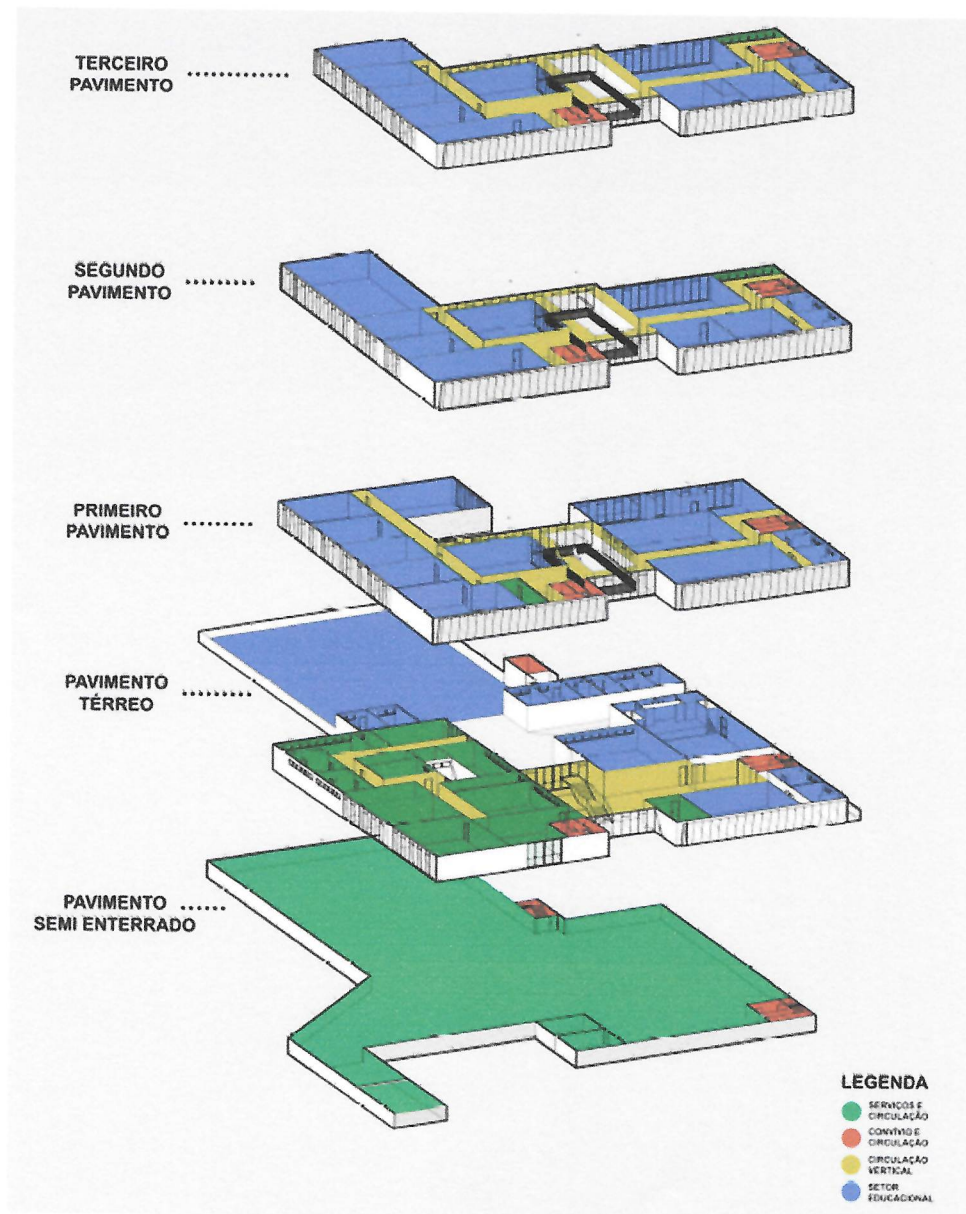 TERCEIRO
PAVIMENTO
SEGUNDO
PAVIMENTO
PRIMEIRO
PAVIMENTO
PAVIMENTO
TÉRREO
PAVIMENTO
SEMI ENTERRADO
LEGENDA
SERVIÇOS E
CIRCULAÇÃO
CONVÍVIO E
CIRCULAÇÃO
CIRCULAÇÃO
VERTICAL
SETOR
EDUCACIONAL